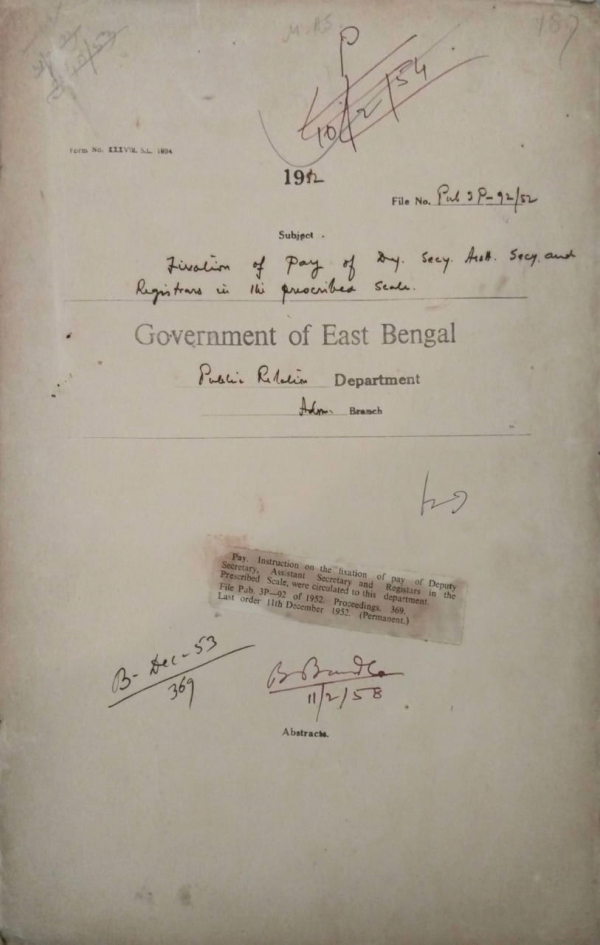 187
P
10/2/54
Form No. XXXVIII, S.L. 1934
1952
File No. Pub 3P-92/52
Subject
Fixation of Pay of Dy. Secy. Asstt. Secy. and
Registrars in the prescribed Scale.
Government of East Bengal
Public Relation Department
Adm. Branch
Pay. Instruction on the fixation of pay of Deputy
Secretary, Assistant Secretary and Registars in the
Prescribed Scale, were circulated to this department.
File Pub. 3P—92 of 1952. Proceedings. 369.
Last order 11th December 1952. (Permanent.)
B- Dec-53
369
B Bundle
11/2/58
Abstracts.